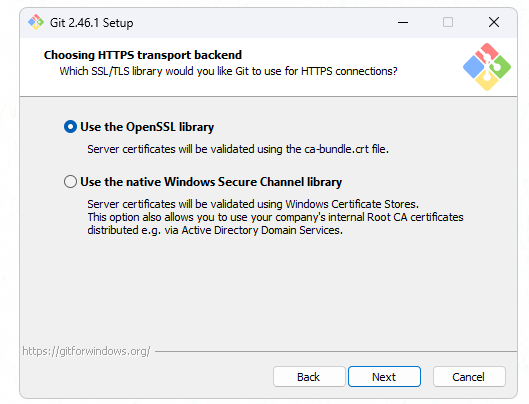 Git 2.46.1 Setup
Choosing HTTPS transport backend
Which SSL/TLS library would you like Git to use for HTTPS connections?
Use the OpenSSL library
Server certificates will be validated using the ca-bundle.crt file.
Use the native Windows Secure Channel library
Server certificates will be validated using Windows Certificate Stores.
This option also allows you to use your company's internal Root CA certificates
distributed e.g. via Active Directory Domain Services.
https://gitforwindows.org/
Back Next Cancel